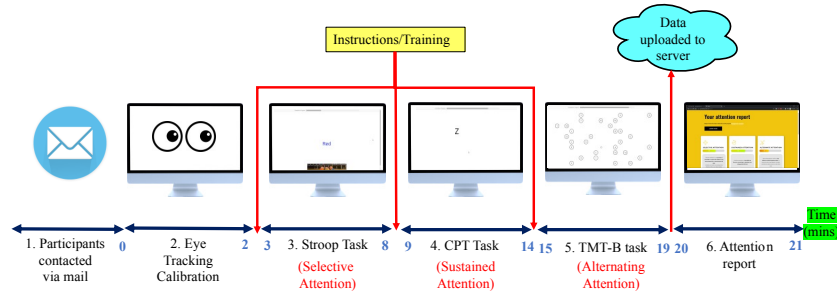 Instructions/Training
Data
uploaded to
server
Red
Z
Your attention report
Time
(mins
0
2
3
8
9
14
15
19
20
21
1. Participants
contacted
via mail
2. Eye
Tracking
Calibration
3. Stroop Task
(Selective
Attention)
4. CPT Task
(Sustained
Attention)
5. TMT-B task
(Alternating
Attention)
6. Attention
report